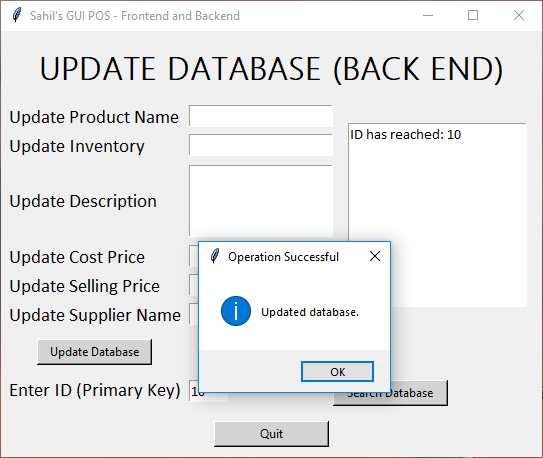 Sahil's GUI POS - Frontend and Backend
UPDATE DATABASE (BACK END)
Update Product Name
Update Inventory
ID has reached: 10
Update Description
Update Cost Price
Update Selling Price
Update Supplier Name
Operation Successful
Updated database.
OK
Update Database
Enter ID (Primary Key)
10
Search Database
Quit